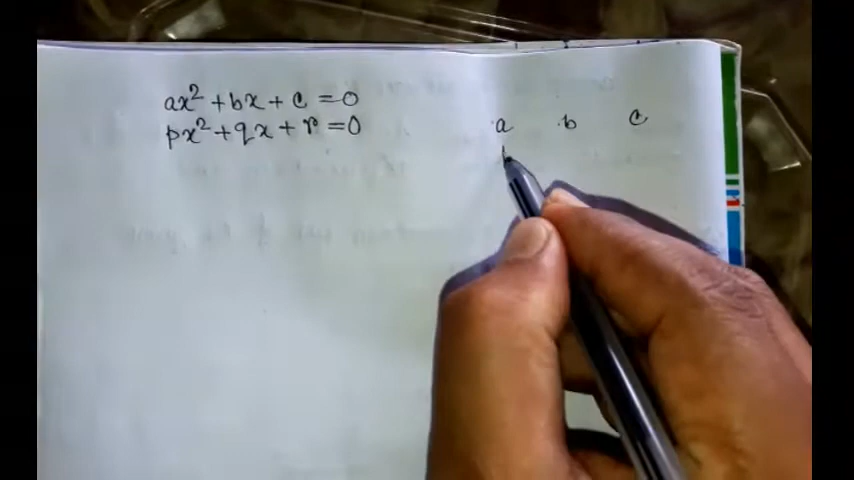 ax² + bx + c = 0
px² + qx + r = 0
a b c